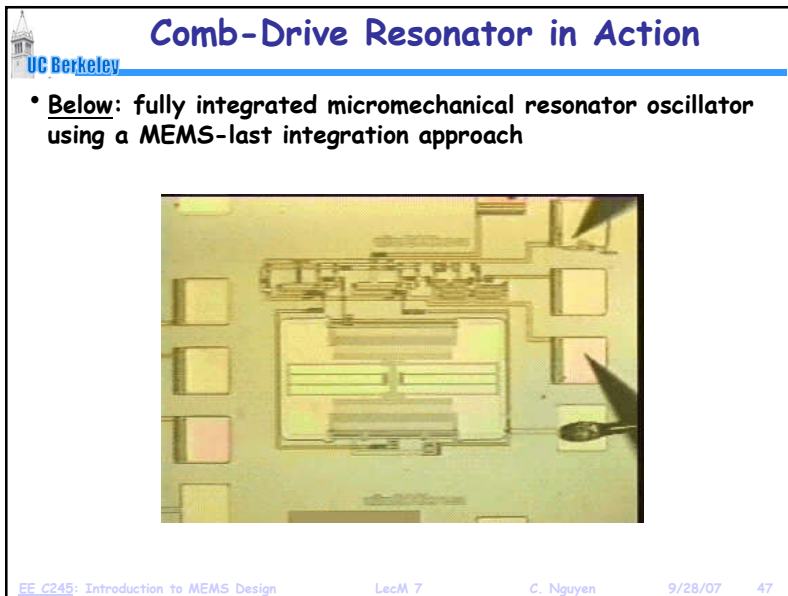 Comb-Drive Resonator in Action
UC Berkeley
• Below: fully integrated micromechanical resonator oscillator
using a MEMS-last integration approach
EE C245: Introduction to MEMS Design LecM 7 C. Nguyen 9/28/07 47